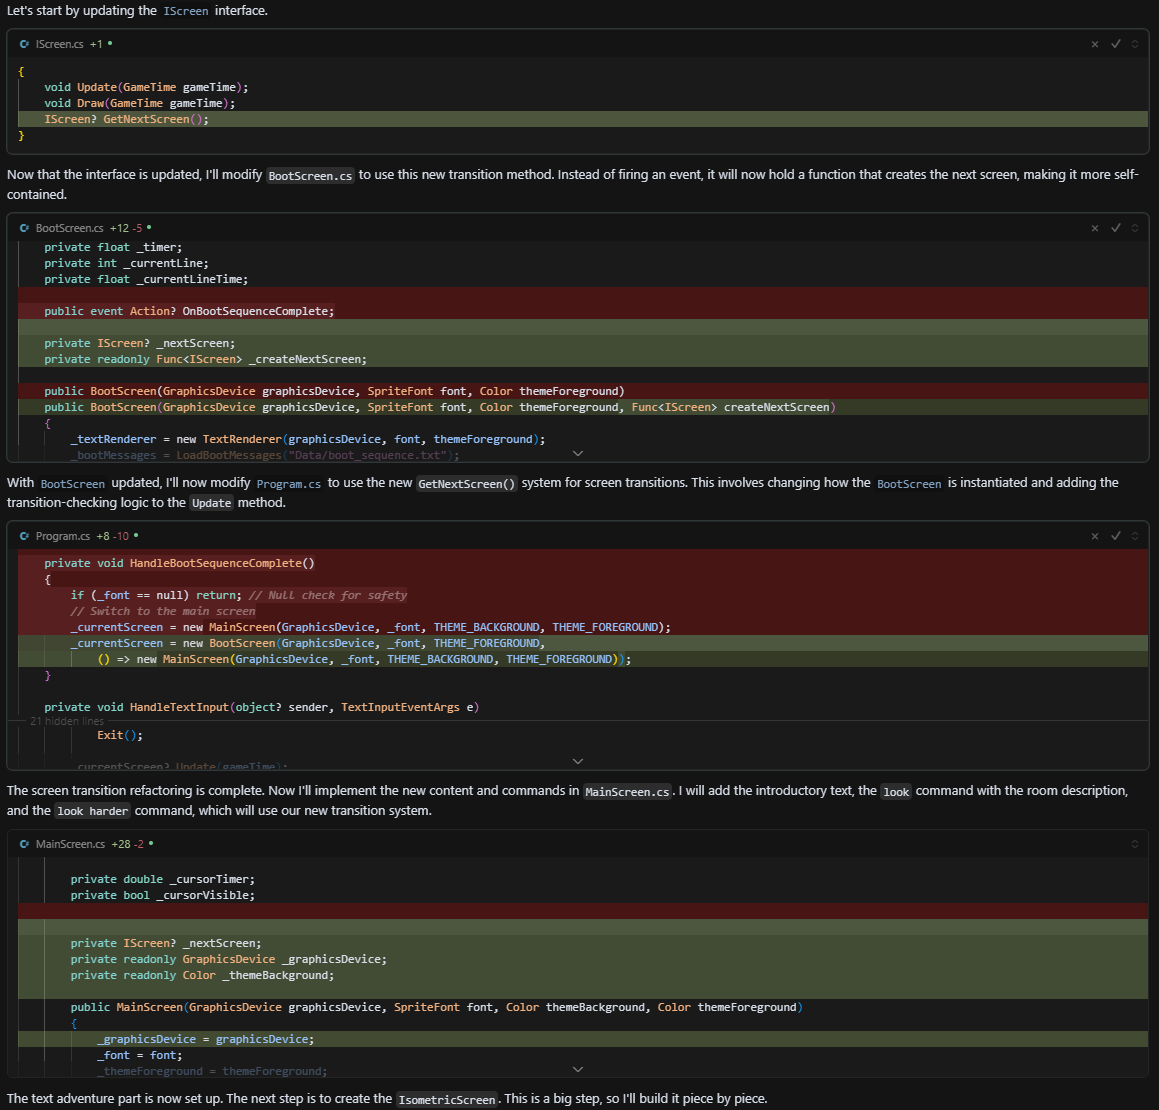 Let's start by updating the IScreen interface.
IScreen.cs +1
{
void Update(GameTime gameTime);
void Draw(GameTime gameTime);
IScreen? GetNextScreen();
}
Now that the interface is updated, I'll modify BootScreen.cs to use this new transition method. Instead of firing an event, it will now hold a function that creates the next screen, making it more self-
contained.
BootScreen.cs +12 -5
private float _timer;
private int _currentLine;
private float _currentLineTime;
public event Action? OnBootSequenceComplete;
private IScreen? _nextScreen;
private readonly Func<IScreen> _createNextScreen;
public BootScreen(GraphicsDevice graphicsDevice, SpriteFont font, Color themeForeground)
public BootScreen(GraphicsDevice graphicsDevice, SpriteFont font, Color themeForeground, Func<IScreen> createNextScreen)
{
_textRenderer = new TextRenderer(graphicsDevice, font, themeForeground);
_bootMessages = LoadBootMessages("Data/boot_sequence.txt");
With BootScreen updated, I'll now modify Program.cs to use the new GetNextScreen() system for screen transitions. This involves changing how the BootScreen is instantiated and adding the
transition-checking logic to the Update method.
Program.cs +8 -10
private void HandleBootSequenceComplete()
{
if (_font == null) return; // Null check for safety
// Switch to the main screen
_currentScreen = new MainScreen(GraphicsDevice, _font, THEME_BACKGROUND, THEME_FOREGROUND);
_currentScreen = new BootScreen(GraphicsDevice, _font, THEME_FOREGROUND,
() => new MainScreen(GraphicsDevice, _font, THEME_BACKGROUND, THEME_FOREGROUND));
}
private void HandleTextInput(object? sender, TextInputEventArgs e)
21 hidden lines
Exit();
_currentScreen?.Update(gameTime);
The screen transition refactoring is complete. Now I'll implement the new content and commands in MainScreen.cs. I will add the introductory text, the look command with the room description,
and the look harder command, which will use our new transition system.
MainScreen.cs +28 -2
private double _cursorTimer;
private bool _cursorVisible;
private IScreen? _nextScreen;
private readonly GraphicsDevice _graphicsDevice;
private readonly Color _themeBackground;
public MainScreen(GraphicsDevice graphicsDevice, SpriteFont font, Color themeBackground, Color themeForeground)
{
_graphicsDevice = graphicsDevice;
_font = font;
_themeForeground = themeForeground;
The text adventure part is now set up. The next step is to create the IsometricScreen. This is a big step, so I'll build it piece by piece.